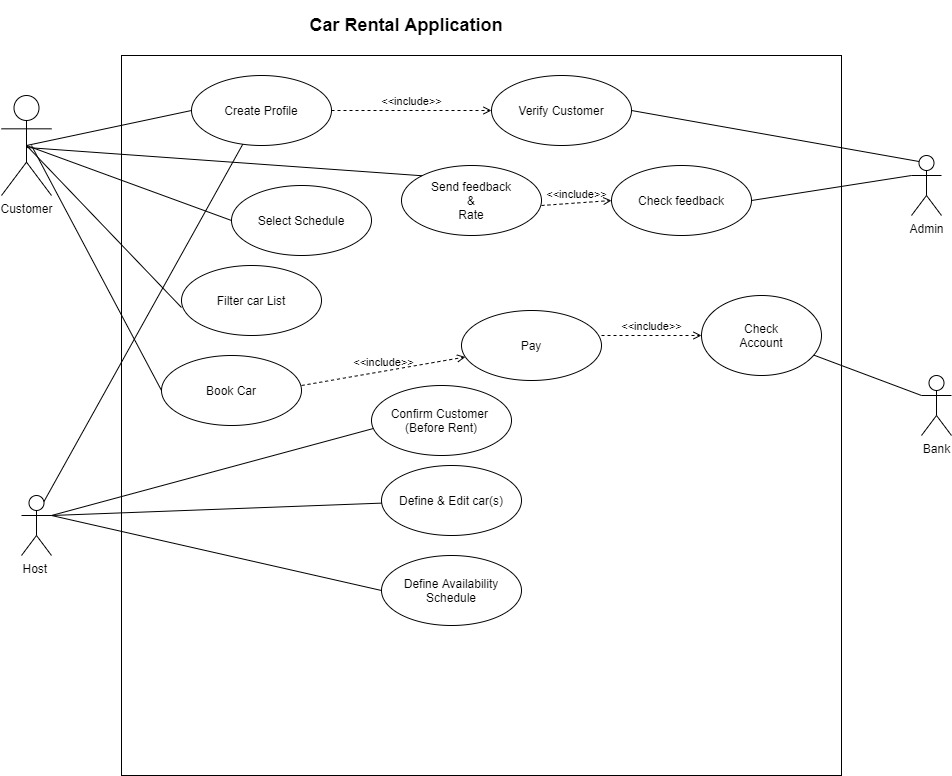 Car Rental Application
Create Profile
<<include>>
Verify Customer
Customer
Send feedback
&
Rate
<<include>>
Check feedback
Admin
Select Schedule
Filter car List
Pay
<<include>>
Check
Account
Book Car
<<include>>
Confirm Customer
(Before Rent)
Bank
Define & Edit car(s)
Host
Define Availability
Schedule